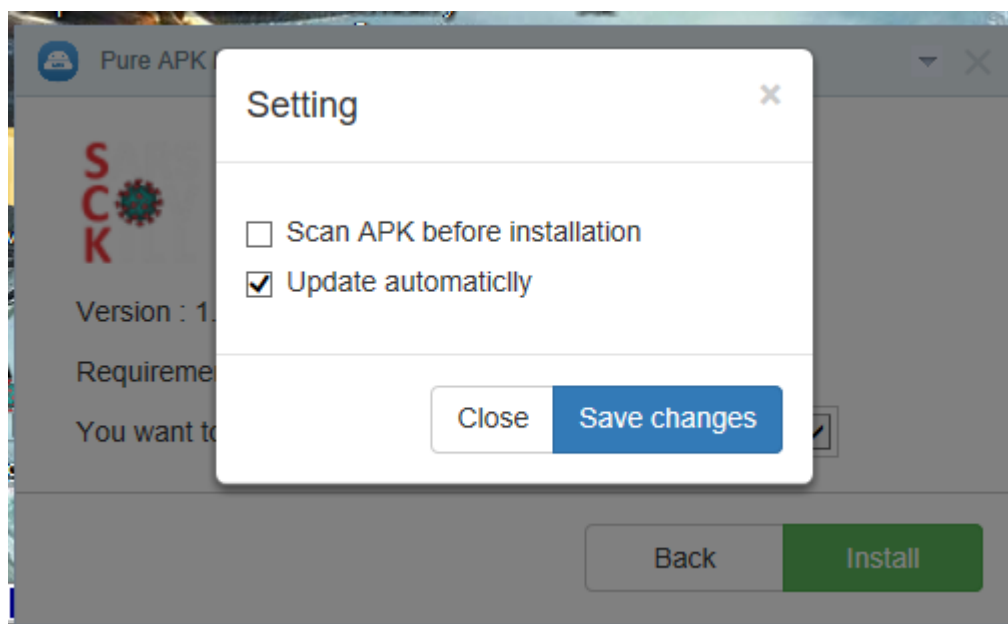 Pure APK
Setting
×
S
C
K
Scan APK before installation
Update automaticlly
Version : 1.
Requireme
You want to
Close
Save changes
Back
Install